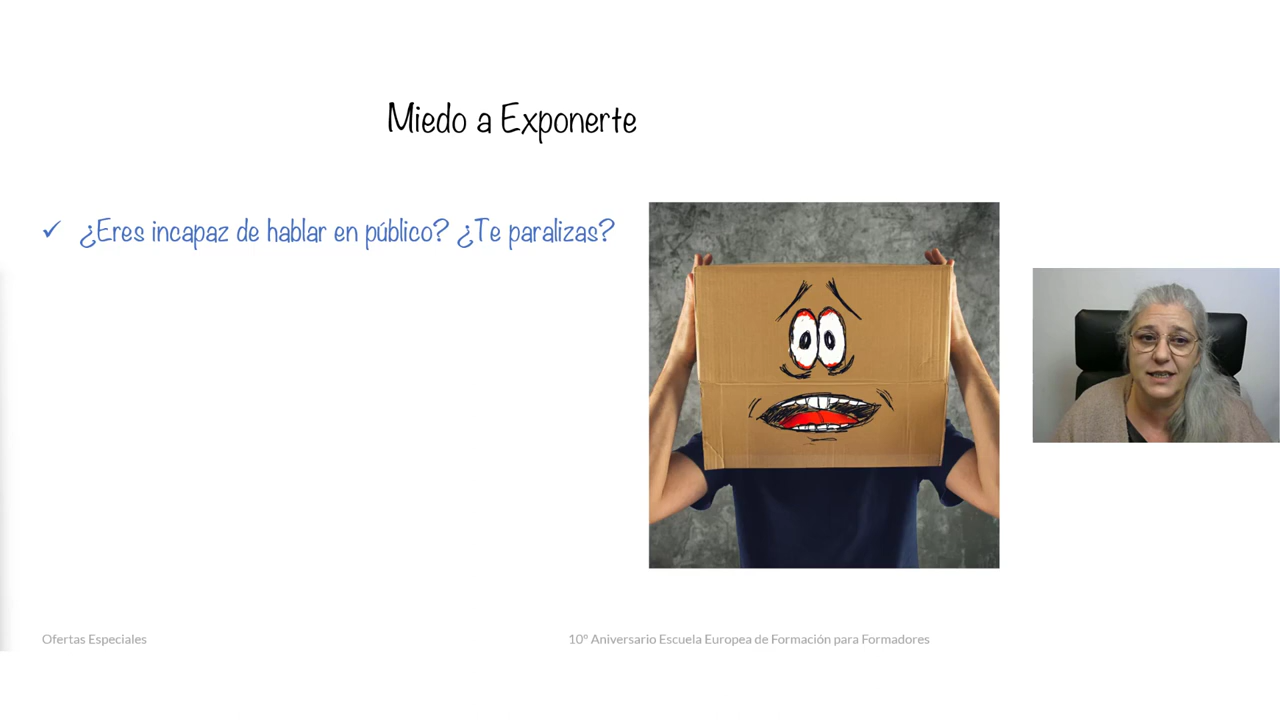 Miedo a Exponerte
✓ ¿Eres incapaz de hablar en público? ¿Te paralizas?
Ofertas Especiales
10º Aniversario Escuela Europea de Formación para Formadores